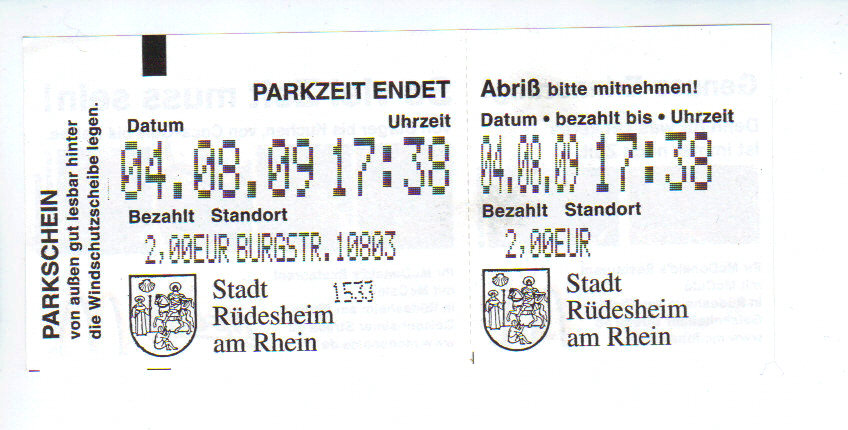 PARKSCHEIN
von außen gut lesbar hinter
die Windschutzscheibe legen.
PARKZEIT ENDET
Datum Uhrzeit
04.08.09 17:38
Bezahlt Standort
2,00EUR BURGSTR.10803
Stadt 1533
Rüdesheim
am Rhein
Abriß bitte mitnehmen!
Datum • bezahlt bis • Uhrzeit
04.08.09 17:38
Bezahlt Standort
2,00EUR
Stadt
Rüdesheim
am Rhein